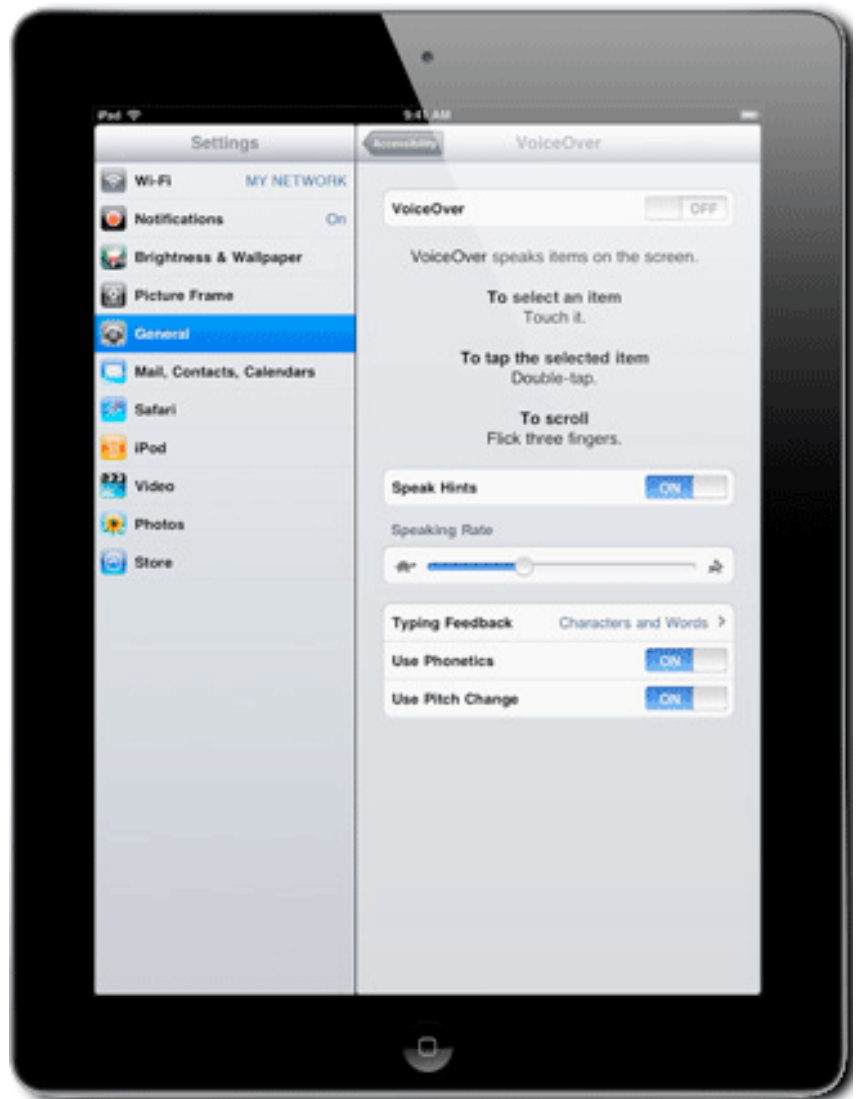 iPad
9:41 AM
Settings
Accessibility
VoiceOver
Wi-Fi MY NETWORK
Notifications On
Brightness & Wallpaper
Picture Frame
General
Mail, Contacts, Calendars
Safari
iPod
Video
Photos
Store
VoiceOver OFF
VoiceOver speaks items on the screen.
To select an item
Touch it.
To tap the selected item
Double-tap.
To scroll
Flick three fingers.
Speak Hints ON
Speaking Rate
Typing Feedback Characters and Words >
Use Phonetics ON
Use Pitch Change ON